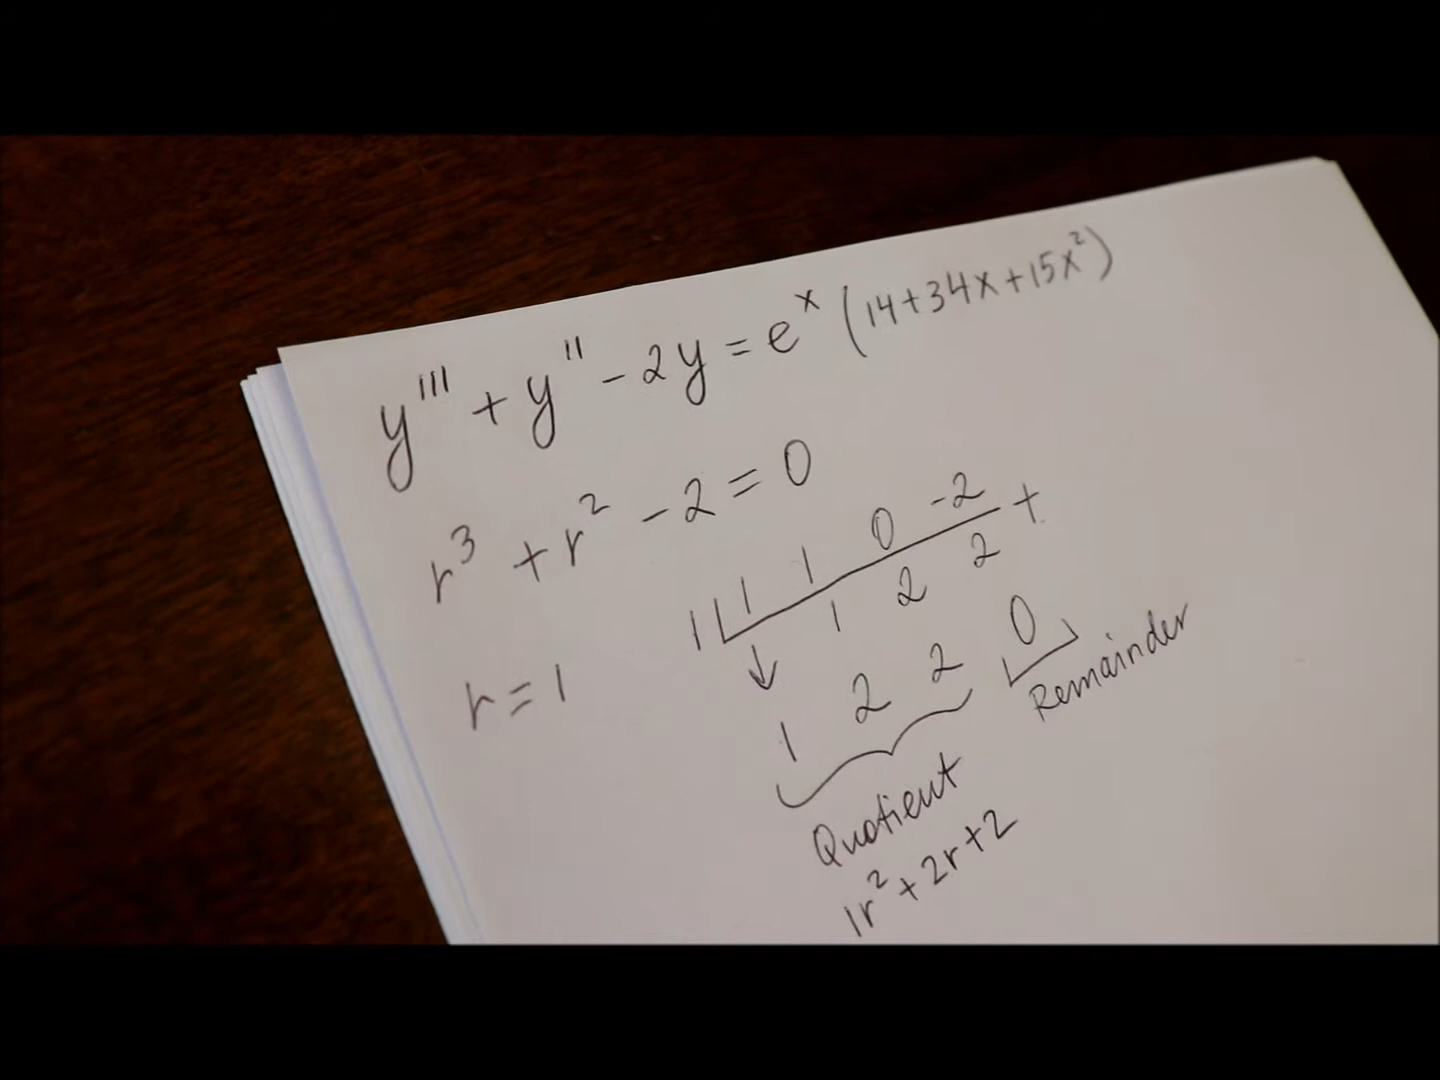 y''' + y'' - 2y = e^x (14+34x+15x²)
r³ + r² - 2 = 0
r = 1
1 | 1 1 0 -2 +
1 2 2
↓
1 2 2 0
Quotient
Remainder
1r² + 2r + 2